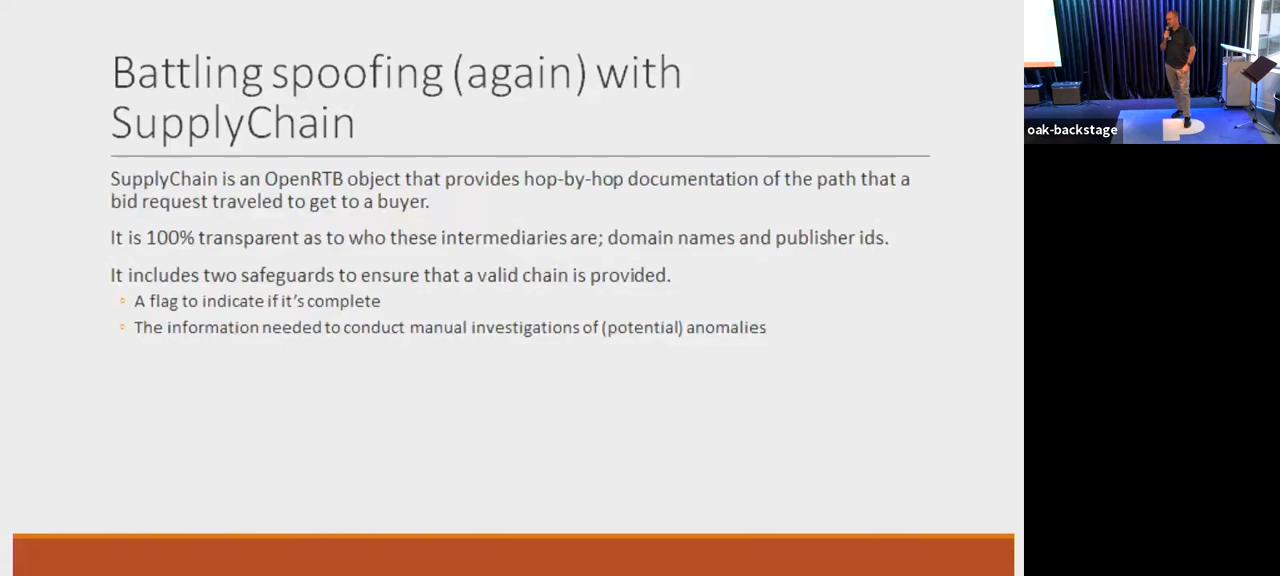 Battling spoofing (again) with
SupplyChain
SupplyChain is an OpenRTB object that provides hop-by-hop documentation of the path that a
bid request traveled to get to a buyer.
It is 100% transparent as to who these intermediaries are; domain names and publisher ids.
It includes two safeguards to ensure that a valid chain is provided.
A flag to indicate if it’s complete
The information needed to conduct manual investigations of (potential) anomalies
oak-backstage